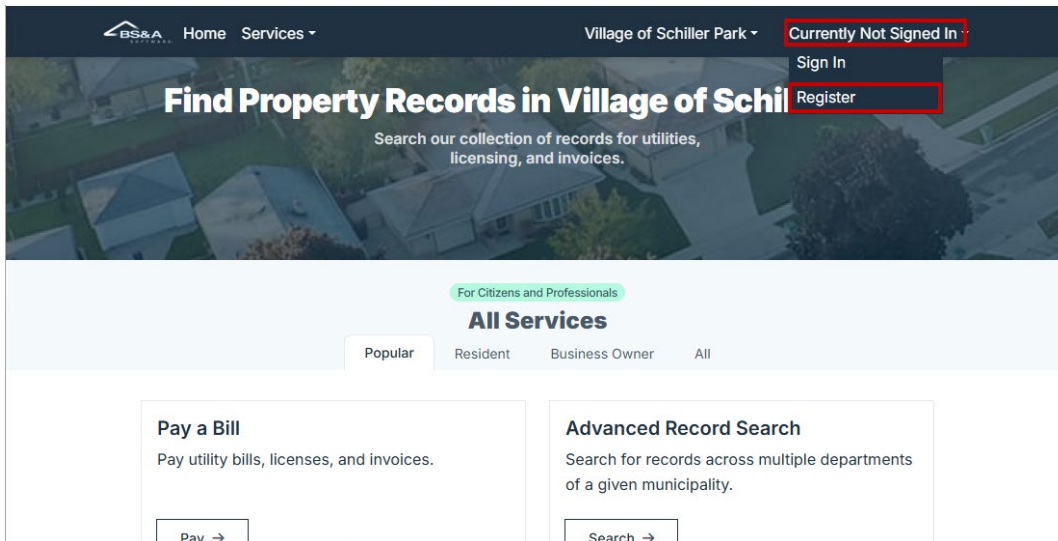 BS&A Home Services Village of Schiller Park Currently Not Signed In
SOFTWARE
Sign In
Register
Find Property Records in Village of Schil
Search our collection of records for utilities,
licensing, and invoices.
For Citizens and Professionals
All Services
Popular Resident Business Owner All
Pay a Bill
Pay utility bills, licenses, and invoices.
Pay →
Advanced Record Search
Search for records across multiple departments
of a given municipality.
Search →